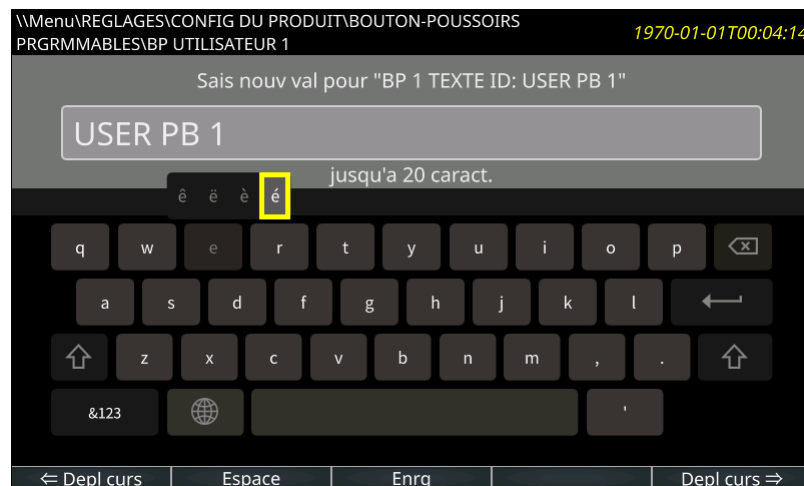 \\Menu\REGLAGES\CONFIG DU PRODUIT\BOUTON-POUSSOIRS
PRGRMMABLES\BP UTILISATEUR 1
1970-01-01T00:04:14
Sais nouv val pour "BP 1 TEXTE ID: USER PB 1"
USER PB 1
jusqu'a 20 caract.
ê ë è é
q w e r t y u i o p
a s d f g h j k l
z x c v b n m , .
&123 '
⇐ Depl curs Espace Enrg Depl curs ⇒